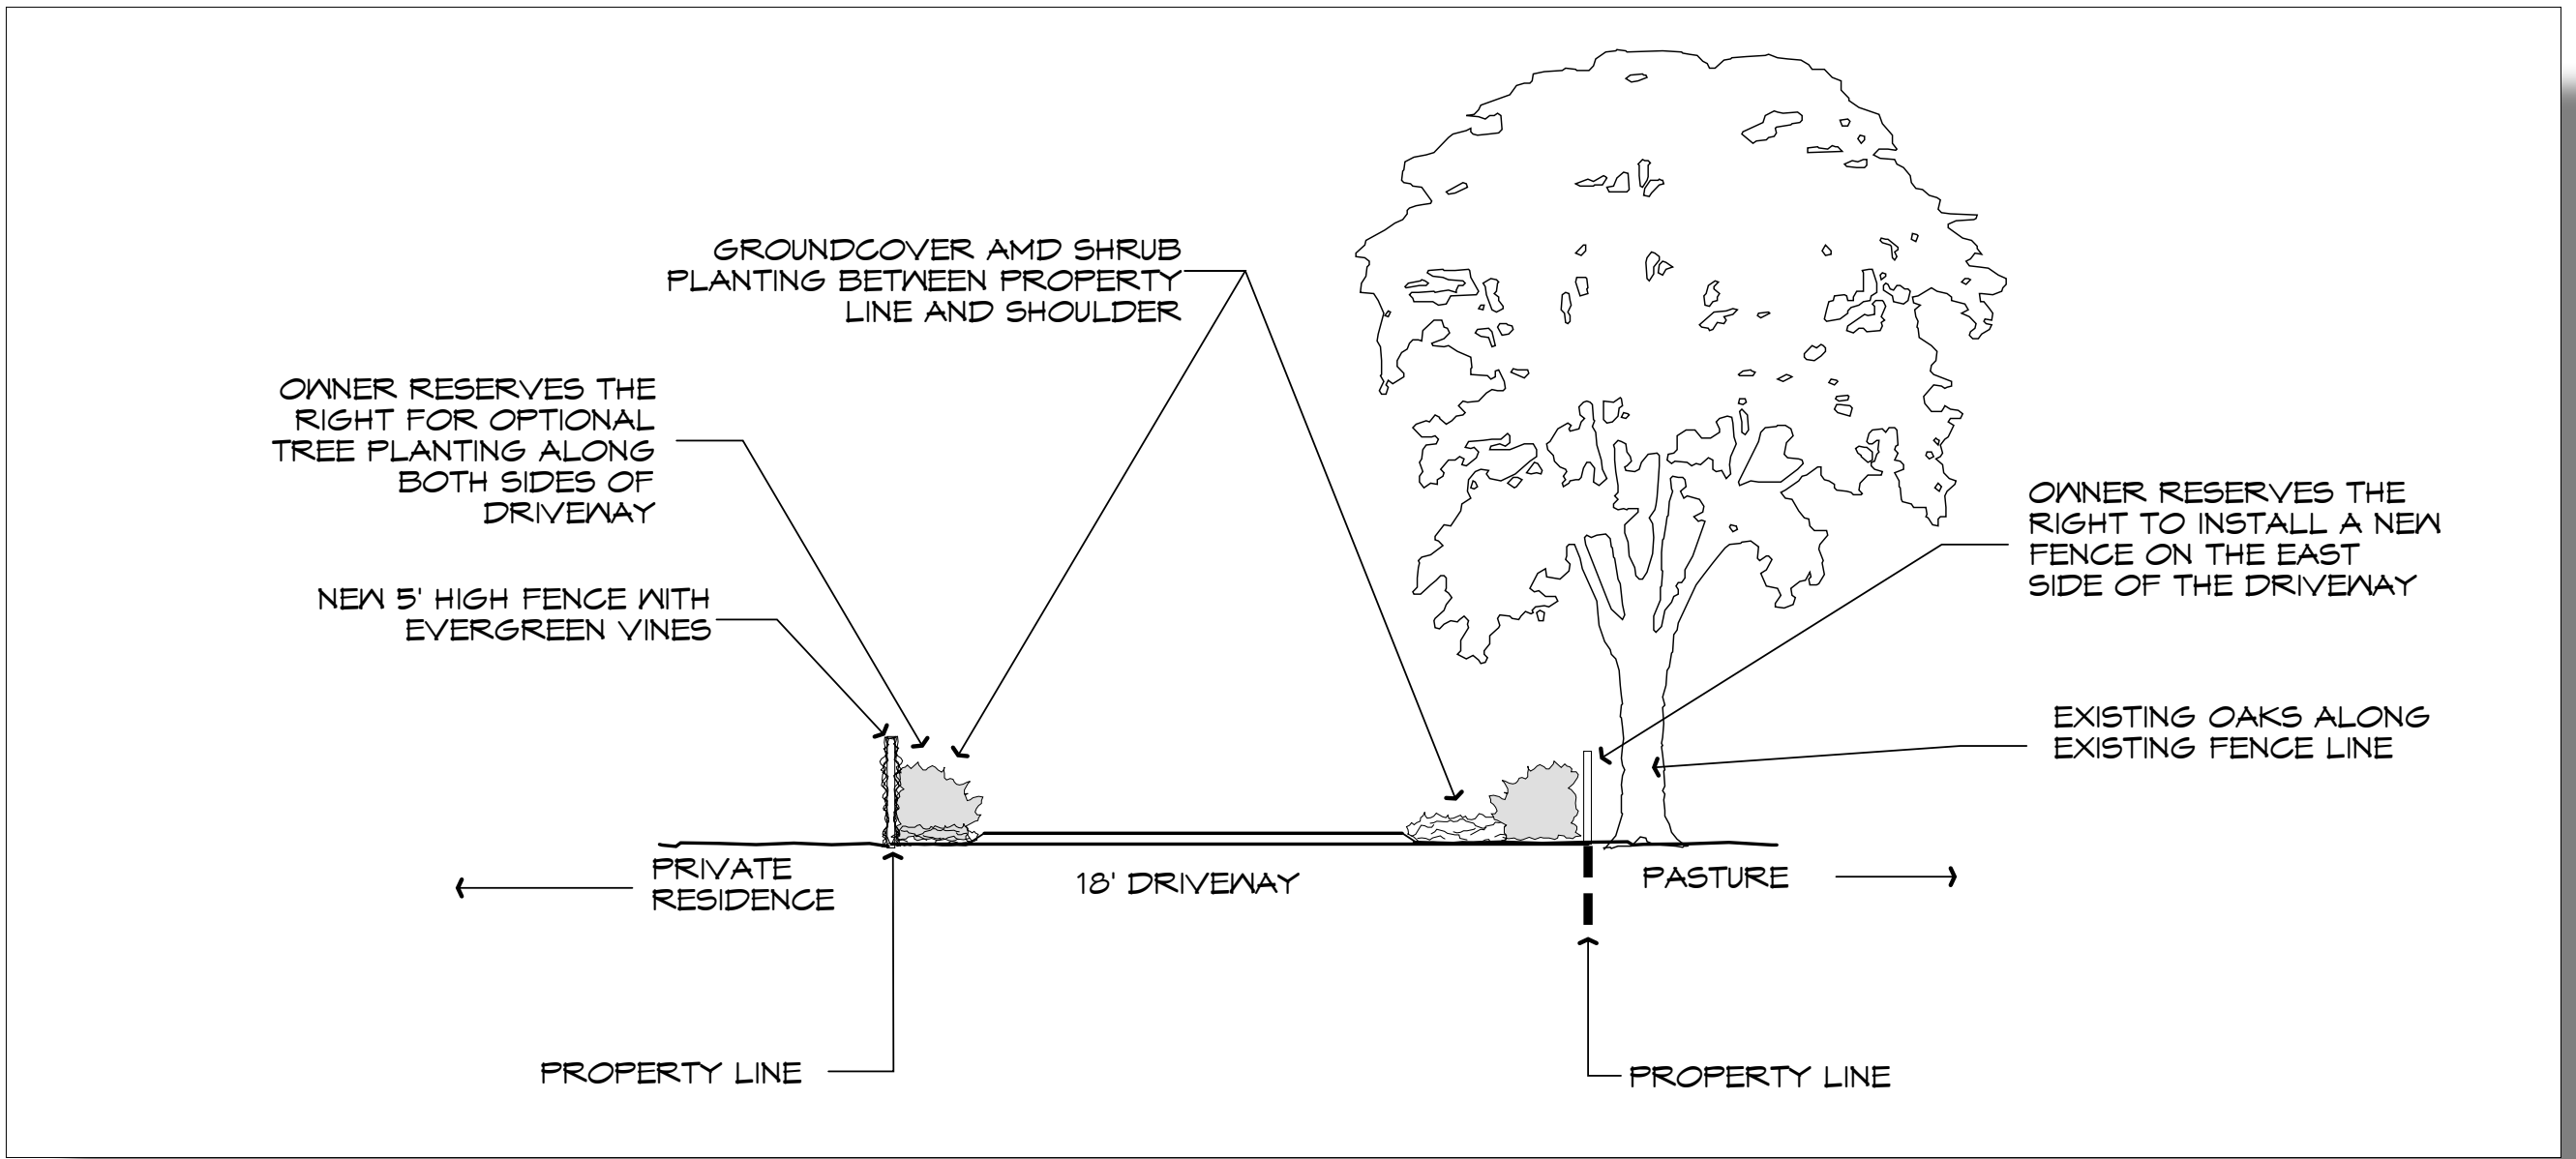 GROUNDCOVER AMD SHRUB
PLANTING BETWEEN PROPERTY
LINE AND SHOULDER
OWNER RESERVES THE
RIGHT FOR OPTIONAL
TREE PLANTING ALONG
BOTH SIDES OF
DRIVEWAY
NEW 5' HIGH FENCE WITH
EVERGREEN VINES
OWNER RESERVES THE
RIGHT TO INSTALL A NEW
FENCE ON THE EAST
SIDE OF THE DRIVEWAY
EXISTING OAKS ALONG
EXISTING FENCE LINE
PRIVATE
RESIDENCE
18' DRIVEWAY
PASTURE
PROPERTY LINE
PROPERTY LINE